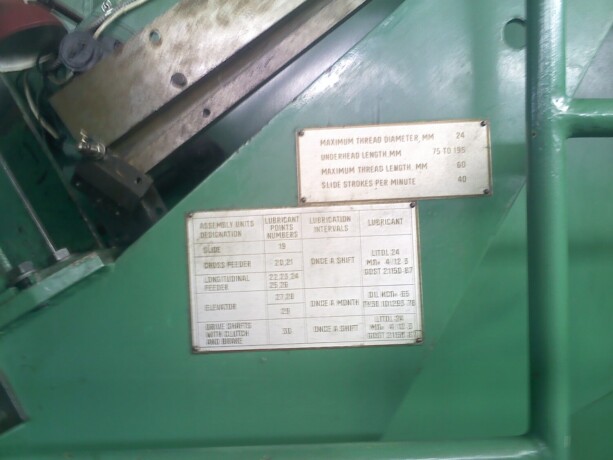 MAXIMUM THREAD DIAMETER, MM 24
UNDERHEAD LENGTH, MM 75 TO 195
MAXIMUM THREAD LENGTH, MM 60
SLIDE STROKES PER MINUTE 40
ASSEMBLY UNITS DESIGNATION
LUBRICANT POINTS NUMBERS
LUBRICATION INTERVALS
LUBRICANT
SLIDE 19
CROSS FEEDER 20,21
LONGITUDINAL FEEDER 22,23,24 25,26
ONCE A SHIFT
LITOL 24
GOST 21150-87
ELEVATOR 27,28 29
ONCE A MONTH
DRIVE SHAFTS WITH CLUTCH AND BRAKE 30
ONCE A SHIFT
LITOL 24